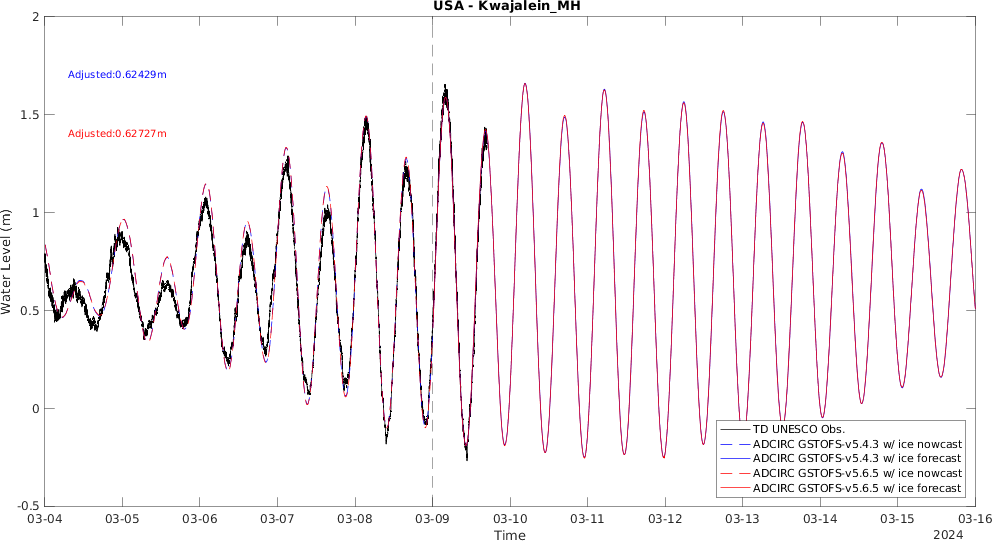 USA - Kwajalein_MH
2
1.5
1
0.5
0
-0.5
Water Level (m)
Adjusted:0.62429m
Adjusted:0.62727m
TD UNESCO Obs.
ADCIRC GSTOFS-v5.4.3 w/ ice nowcast
ADCIRC GSTOFS-v5.4.3 w/ ice forecast
ADCIRC GSTOFS-v5.6.5 w/ ice nowcast
ADCIRC GSTOFS-v5.6.5 w/ ice forecast
03-04 03-05 03-06 03-07 03-08 03-09 03-10 03-11 03-12 03-13 03-14 03-15 03-16
Time
2024